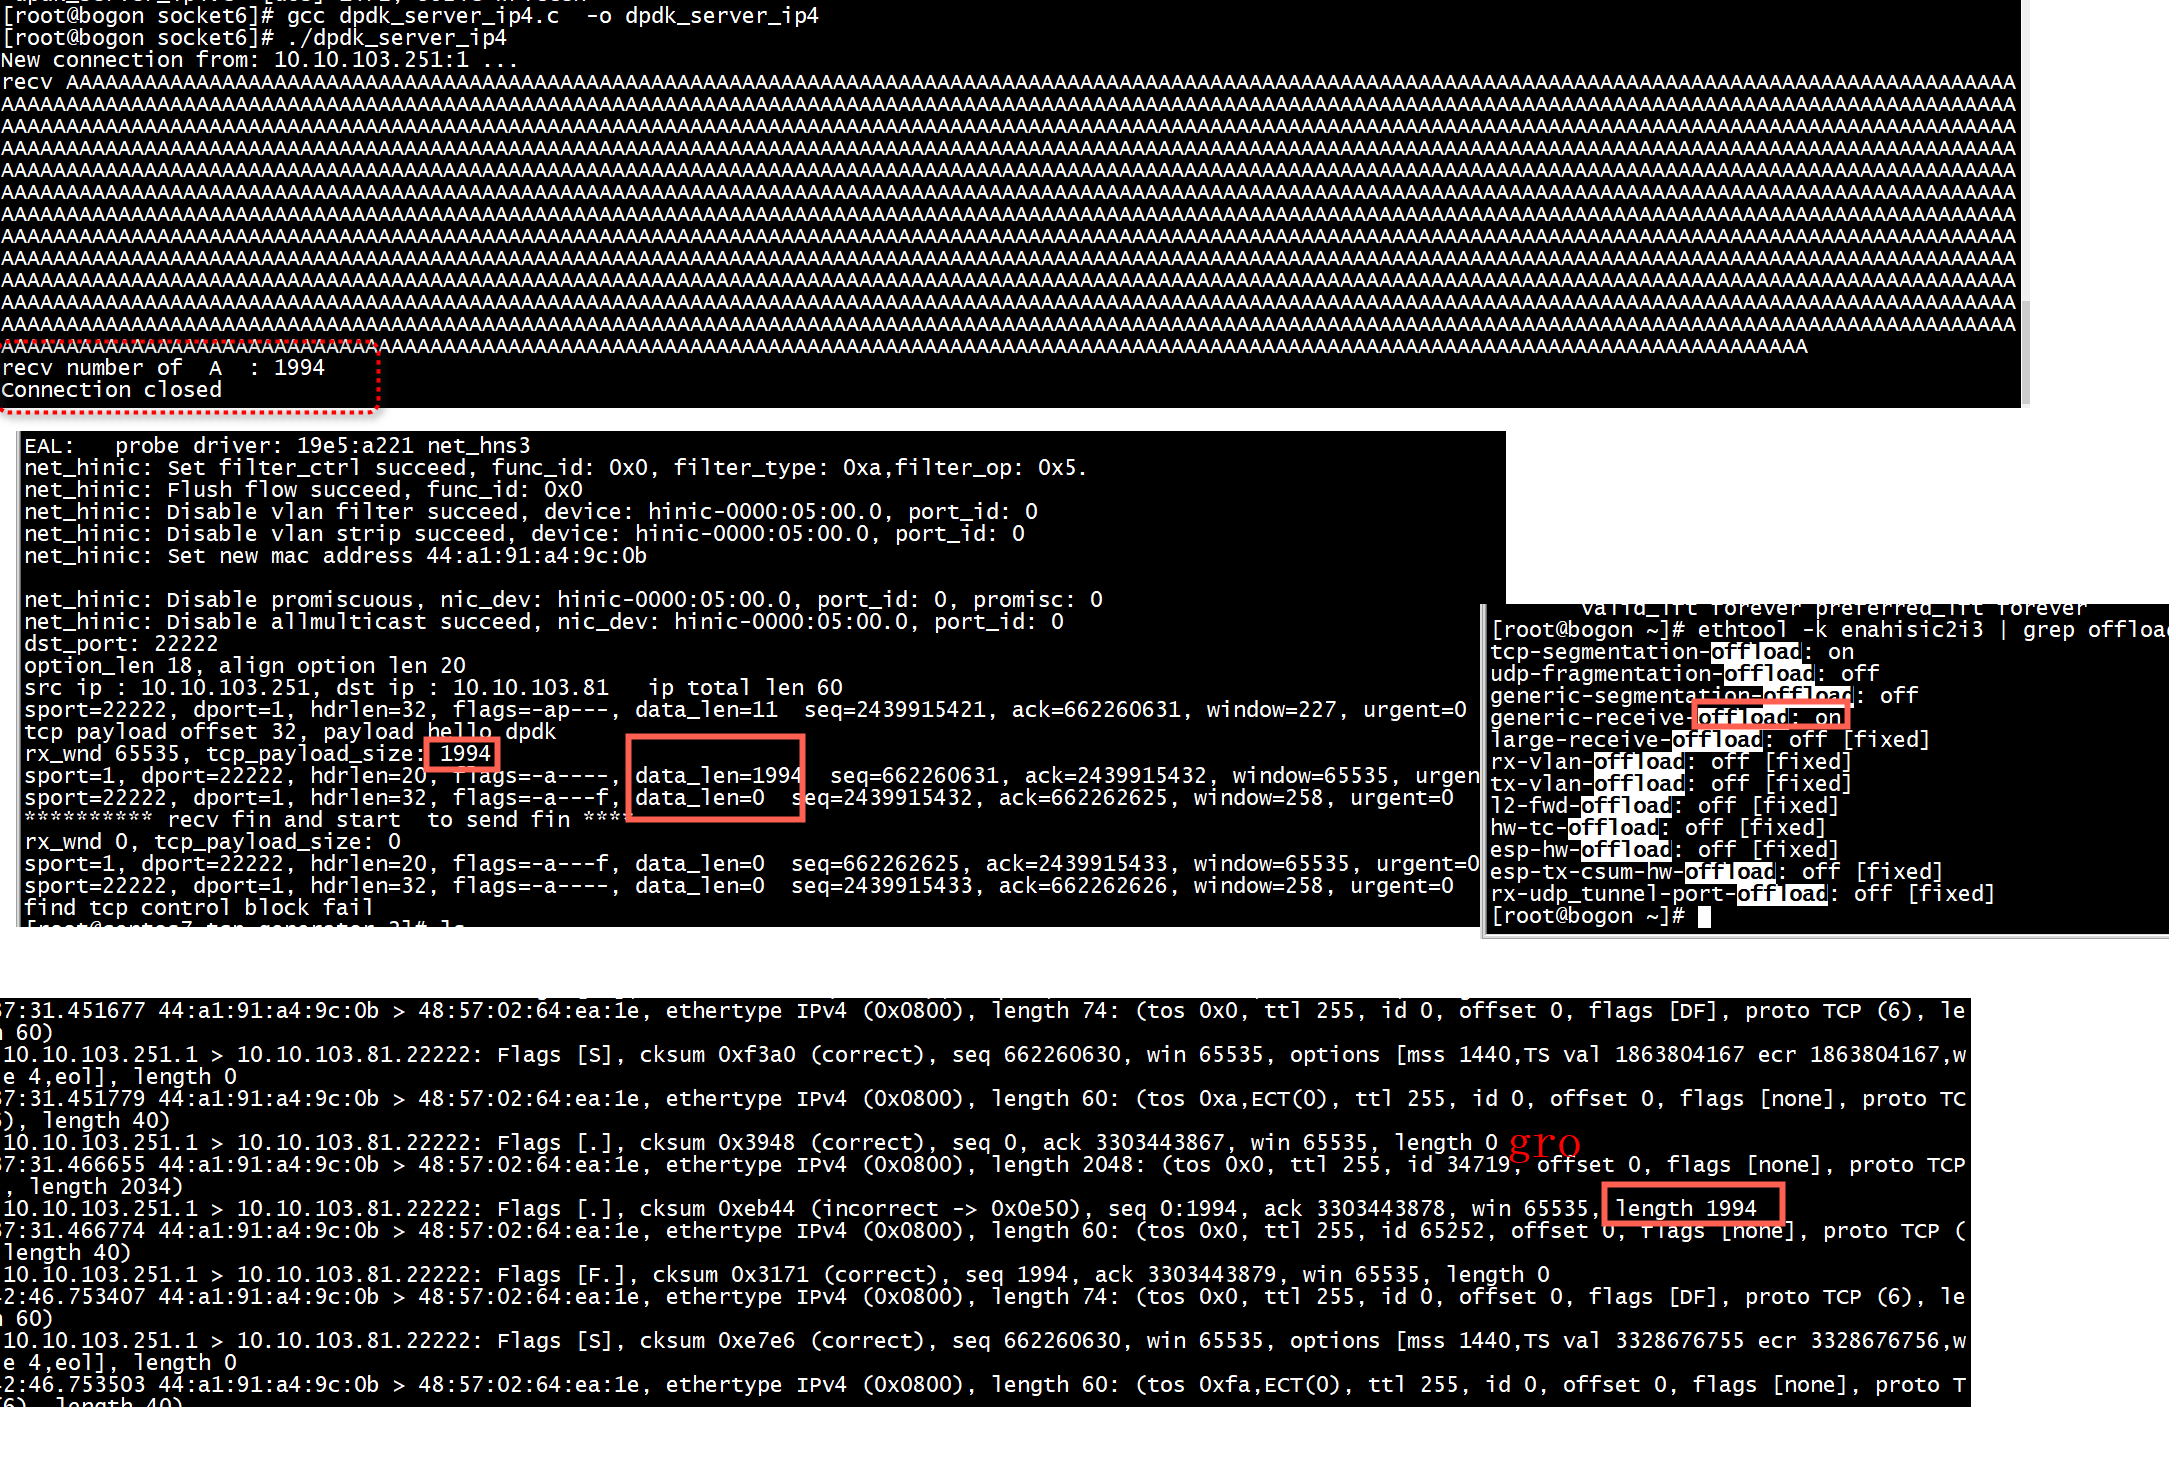 [root@bogon socket6]# gcc dpdk_server_ip4.c  -o dpdk_server_ip4
[root@bogon socket6]# ./dpdk_server_ip4
New connection from: 10.10.103.251:1 ...
recv AAAAAAAAAAAAAAAAAAAAAAAAAAAAAAAAAAAAAAAAAAAAAAAAAAAAAAAAAAAAAAAAAAAAAAAAAAAAAAAAAAAAAAAAAAAAAAAAAAAAAAAAAAAAAAAAAAAAAAAAAAAAAAAAAAAAAAAAAAAAAAAAAAAAAA
AAAAAAAAAAAAAAAAAAAAAAAAAAAAAAAAAAAAAAAAAAAAAAAAAAAAAAAAAAAAAAAAAAAAAAAAAAAAAAAAAAAAAAAAAAAAAAAAAAAAAAAAAAAAAAAAAAAAAAAAAAAAAAAAAAAAAAAAAAAAAAAAAAAAAAAAAAA
AAAAAAAAAAAAAAAAAAAAAAAAAAAAAAAAAAAAAAAAAAAAAAAAAAAAAAAAAAAAAAAAAAAAAAAAAAAAAAAAAAAAAAAAAAAAAAAAAAAAAAAAAAAAAAAAAAAAAAAAAAAAAAAAAAAAAAAAAAAAAAAAAAAAAAAAAAA
AAAAAAAAAAAAAAAAAAAAAAAAAAAAAAAAAAAAAAAAAAAAAAAAAAAAAAAAAAAAAAAAAAAAAAAAAAAAAAAAAAAAAAAAAAAAAAAAAAAAAAAAAAAAAAAAAAAAAAAAAAAAAAAAAAAAAAAAAAAAAAAAAAAAAAAAAAA
AAAAAAAAAAAAAAAAAAAAAAAAAAAAAAAAAAAAAAAAAAAAAAAAAAAAAAAAAAAAAAAAAAAAAAAAAAAAAAAAAAAAAAAAAAAAAAAAAAAAAAAAAAAAAAAAAAAAAAAAAAAAAAAAAAAAAAAAAAAAAAAAAAAAAAAAAAA
AAAAAAAAAAAAAAAAAAAAAAAAAAAAAAAAAAAAAAAAAAAAAAAAAAAAAAAAAAAAAAAAAAAAAAAAAAAAAAAAAAAAAAAAAAAAAAAAAAAAAAAAAAAAAAAAAAAAAAAAAAAAAAAAAAAAAAAAAAAAAAAAAAAAAAAAAAA
AAAAAAAAAAAAAAAAAAAAAAAAAAAAAAAAAAAAAAAAAAAAAAAAAAAAAAAAAAAAAAAAAAAAAAAAAAAAAAAAAAAAAAAAAAAAAAAAAAAAAAAAAAAAAAAAAAAAAAAAAAAAAAAAAAAAAAAAAAAAAAAAAAAAAAAAAAA
AAAAAAAAAAAAAAAAAAAAAAAAAAAAAAAAAAAAAAAAAAAAAAAAAAAAAAAAAAAAAAAAAAAAAAAAAAAAAAAAAAAAAAAAAAAAAAAAAAAAAAAAAAAAAAAAAAAAAAAAAAAAAAAAAAAAAAAAAAAAAAAAAAAAAAAAAAA
AAAAAAAAAAAAAAAAAAAAAAAAAAAAAAAAAAAAAAAAAAAAAAAAAAAAAAAAAAAAAAAAAAAAAAAAAAAAAAAAAAAAAAAAAAAAAAAAAAAAAAAAAAAAAAAAAAAAAAAAAAAAAAAAAAAAAAAAAAAAAAAAAAAAAAAAAAA
AAAAAAAAAAAAAAAAAAAAAAAAAAAAAAAAAAAAAAAAAAAAAAAAAAAAAAAAAAAAAAAAAAAAAAAAAAAAAAAAAAAAAAAAAAAAAAAAAAAAAAAAAAAAAAAAAAAAAAAAAAAAAAAAAAAAAAAAAAAAAAAAAAAAAAAAAAA
AAAAAAAAAAAAAAAAAAAAAAAAAAAAAAAAAAAAAAAAAAAAAAAAAAAAAAAAAAAAAAAAAAAAAAAAAAAAAAAAAAAAAAAAAAAAAAAAAAAAAAAAAAAAAAAAAAAAAAAAAAAAAAAAAAAAAAAAAAAAAAAAAAAAAAAAAAA
AAAAAAAAAAAAAAAAAAAAAAAAAAAAAAAAAAAAAAAAAAAAAAAAAAAAAAAAAAAAAAAAAAAAAAAAAAAAAAAAAAAAAAAAAAAAAAAAAAAAAAAAAAAAAAAAAAAAAAAAAAAAAAAAAAAAAAAAAAAAAAAAAAAAAAAAAAA
AAAAAAAAAAAAAAAAAAAAAAAAAAAAAAAAAAAAAAAAAAAAAAAAAAAAAAAAAAAAAAAAAAAAAAAAAAAAAAAAAAAAAAAAAAAAAAAAAAAAAAAAAAAAAAAAAAAAAAAAAAAAAAAAAAAAAAA
recv number of  A  : 1994
Connection closed
EAL:   probe driver: 19e5:a221 net_hns3
net_hinic: Set filter_ctrl succeed, func_id: 0x0, filter_type: 0xa,filter_op: 0x5.
net_hinic: Flush flow succeed, func_id: 0x0
net_hinic: Disable vlan filter succeed, device: hinic-0000:05:00.0, port_id: 0
net_hinic: Disable vlan strip succeed, device: hinic-0000:05:00.0, port_id: 0
net_hinic: Set new mac address 44:a1:91:a4:9c:0b
net_hinic: Disable promiscuous, nic_dev: hinic-0000:05:00.0, port_id: 0, promisc: 0
net_hinic: Disable allmulticast succeed, nic_dev: hinic-0000:05:00.0, port_id: 0
dst_port: 22222
option_len 18, align option len 20
src ip : 10.10.103.251, dst ip : 10.10.103.81   ip total len 60
sport=22222, dport=1, hdrlen=32, flags=-ap---, data_len=11  seq=2439915421, ack=662260631, window=227, urgent=0
tcp payload offset 32, payload hello dpdk
rx_wnd 65535, tcp_payload_size: 1994
sport=1, dport=22222, hdrlen=20, flags=-a----, data_len=1994  seq=662260631, ack=2439915432, window=65535, urgen
sport=22222, dport=1, hdrlen=32, flags=-a---f, data_len=0  seq=2439915432, ack=662262625, window=258, urgent=0
********** recv fin and start  to send fin ****
rx_wnd 0, tcp_payload_size: 0
sport=1, dport=22222, hdrlen=20, flags=-a---f, data_len=0  seq=662262625, ack=2439915433, window=65535, urgent=0
sport=22222, dport=1, hdrlen=32, flags=-a----, data_len=0  seq=2439915433, ack=662262626, window=258, urgent=0
find tcp control block fail
valid_lft forever preferred_lft forever
[root@bogon ~]# ethtool -k enahisic2i3 | grep offload
tcp-segmentation-offload: on
udp-fragmentation-offload: off
generic-segmentation-offload: off
generic-receive-offload: on
large-receive-offload: off [fixed]
rx-vlan-offload: off [fixed]
tx-vlan-offload: off [fixed]
l2-fwd-offload: off [fixed]
hw-tc-offload: off [fixed]
esp-hw-offload: off [fixed]
esp-tx-csum-hw-offload: off [fixed]
rx-udp_tunnel-port-offload: off [fixed]
[root@bogon ~]#
37:31.451677 44:a1:91:a4:9c:0b > 48:57:02:64:ea:1e, ethertype IPv4 (0x0800), length 74: (tos 0x0, ttl 255, id 0, offset 0, flags [DF], proto TCP (6), le
n 60)
10.10.103.251.1 > 10.10.103.81.22222: Flags [S], cksum 0xf3a0 (correct), seq 662260630, win 65535, options [mss 1440,TS val 1863804167 ecr 1863804167,w
e 4,eol], length 0
37:31.451779 44:a1:91:a4:9c:0b > 48:57:02:64:ea:1e, ethertype IPv4 (0x0800), length 60: (tos 0xa,ECT(0), ttl 255, id 0, offset 0, flags [none], proto TC
), length 40)
10.10.103.251.1 > 10.10.103.81.22222: Flags [.], cksum 0x3948 (correct), seq 0, ack 3303443867, win 65535, length 0
gro
37:31.466655 44:a1:91:a4:9c:0b > 48:57:02:64:ea:1e, ethertype IPv4 (0x0800), length 2048: (tos 0x0, ttl 255, id 34719, offset 0, flags [none], proto TCP
, length 2034)
10.10.103.251.1 > 10.10.103.81.22222: Flags [.], cksum 0xeb44 (incorrect -> 0x0e50), seq 0:1994, ack 3303443878, win 65535, length 1994
37:31.466774 44:a1:91:a4:9c:0b > 48:57:02:64:ea:1e, ethertype IPv4 (0x0800), length 60: (tos 0x0, ttl 255, id 65252, offset 0, flags [none], proto TCP (
length 40)
10.10.103.251.1 > 10.10.103.81.22222: Flags [F.], cksum 0x3171 (correct), seq 1994, ack 3303443879, win 65535, length 0
2:46.753407 44:a1:91:a4:9c:0b > 48:57:02:64:ea:1e, ethertype IPv4 (0x0800), length 74: (tos 0x0, ttl 255, id 0, offset 0, flags [DF], proto TCP (6), le
n 60)
10.10.103.251.1 > 10.10.103.81.22222: Flags [S], cksum 0xe7e6 (correct), seq 662260630, win 65535, options [mss 1440,TS val 3328676755 ecr 3328676756,w
e 4,eol], length 0
2:46.753503 44:a1:91:a4:9c:0b > 48:57:02:64:ea:1e, ethertype IPv4 (0x0800), length 60: (tos 0xfa,ECT(0), ttl 255, id 0, offset 0, flags [none], proto T
6), length 40)